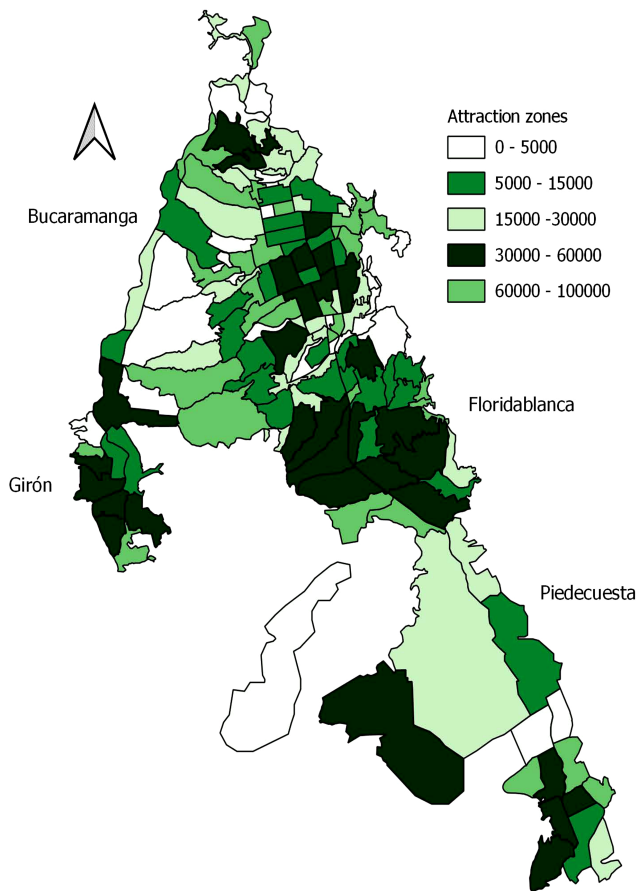 Attraction zones
0 - 5000
5000 - 15000
15000 -30000
30000 - 60000
60000 - 100000
Bucaramanga
Floridablanca
Girón
Piedecuesta